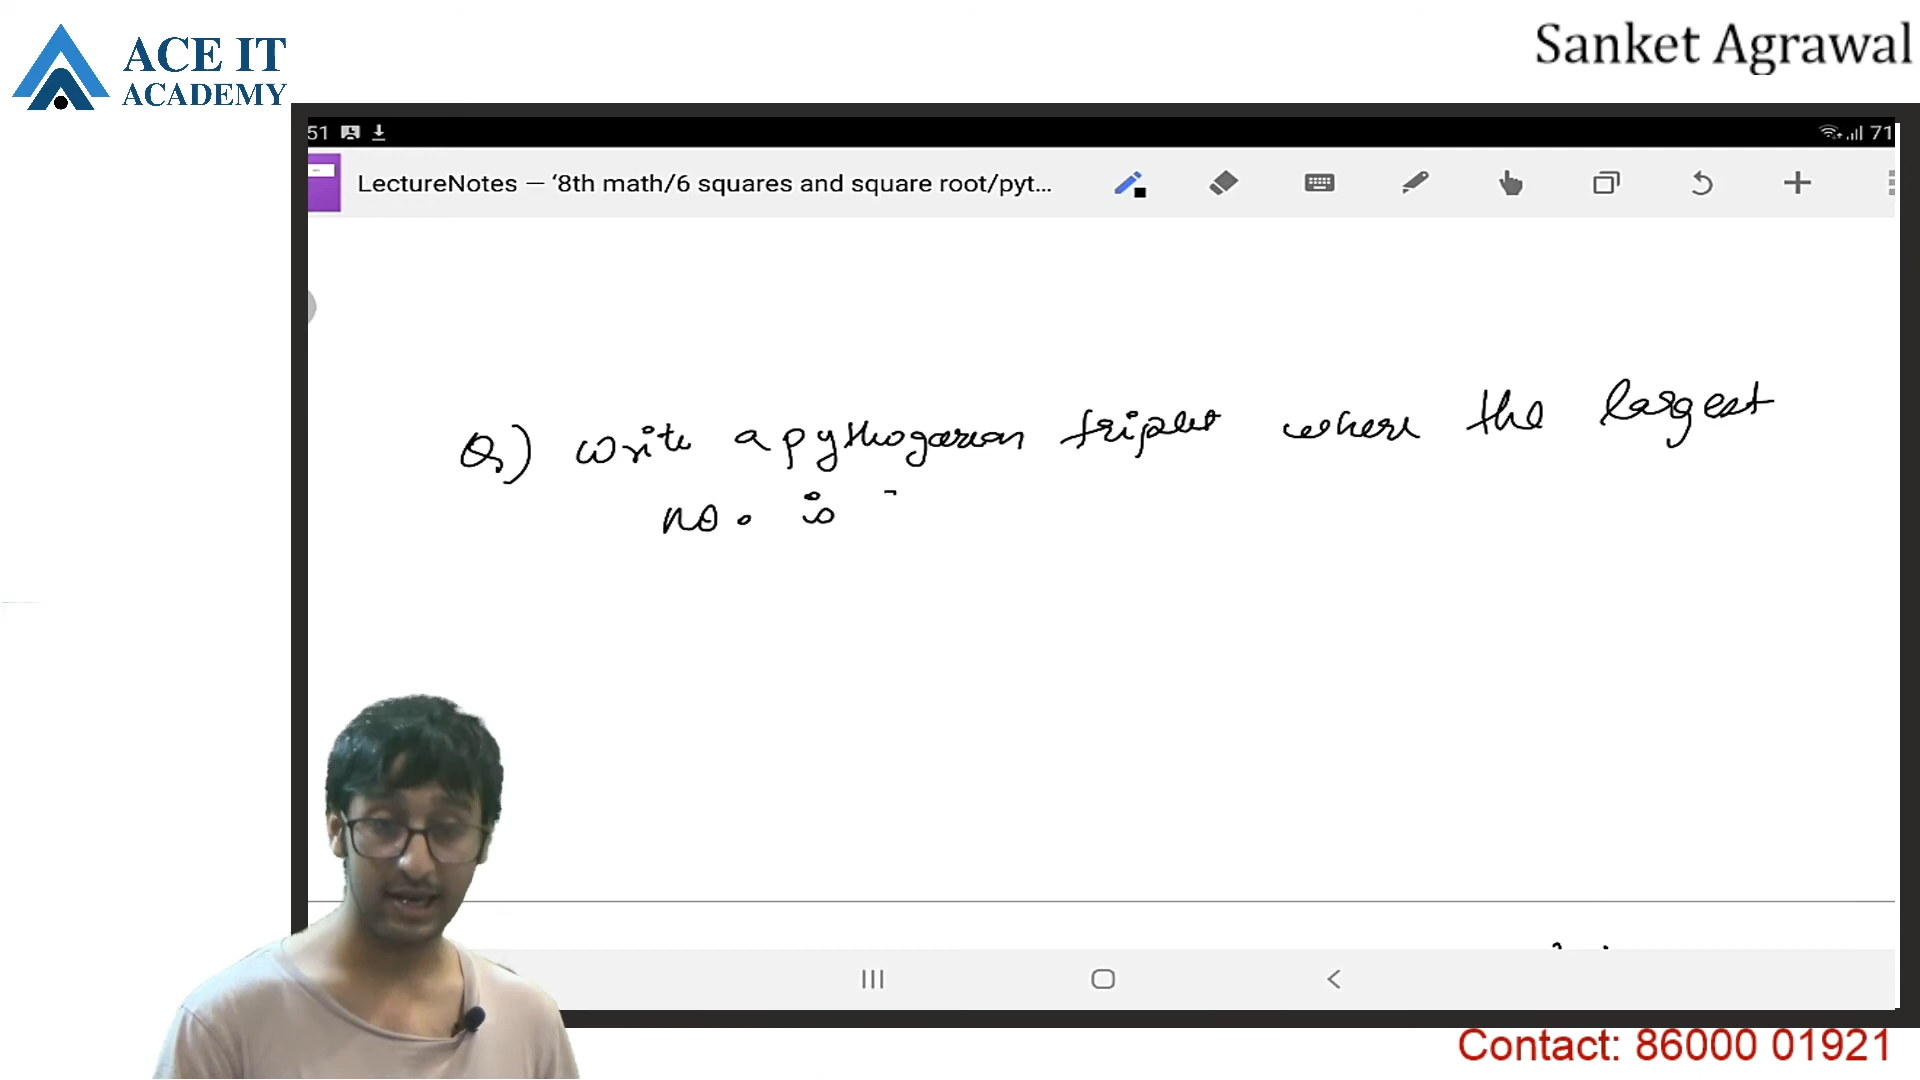 ACE IT
ACADEMY
Sanket Agrawal
51
71
LectureNotes — ‘8th math/6 squares and square root/pyt...
Q) write a pythogorean triplet where the largest
no. is
Contact: 86000 01921